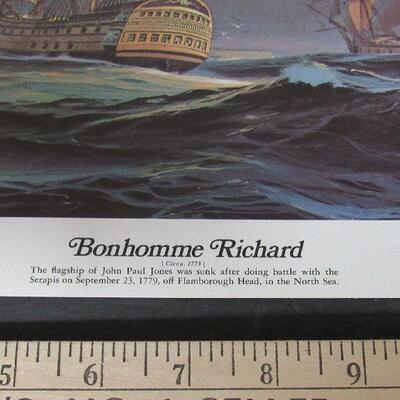 Bonhomme Richard
[ Circa. 1779 ]
The flagship of John Paul Jones was sunk after doing battle with the
Serapis on September 23, 1779, off Flamborough Head, in the North Sea.
5 6 7 8 9